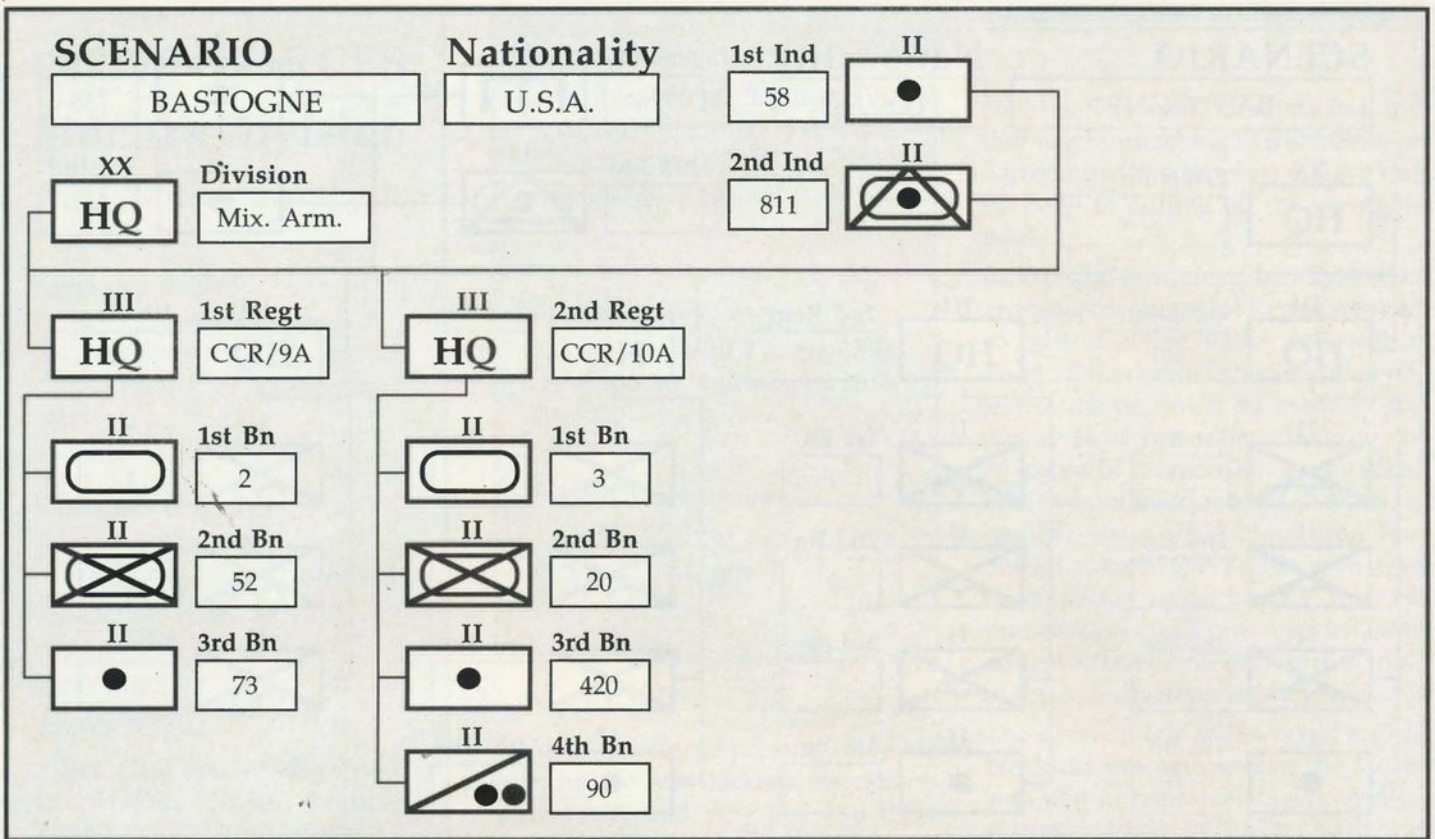 SCENARIO
BASTOGNE
Nationality
U.S.A.
1st Ind
58
II
2nd Ind
811
II
XX
HQ
Division
Mix. Arm.
III
HQ
1st Regt
CCR/9A
III
HQ
2nd Regt
CCR/10A
II
1st Bn
2
II
1st Bn
3
II
2nd Bn
52
II
2nd Bn
20
II
3rd Bn
73
II
3rd Bn
420
II
4th Bn
90